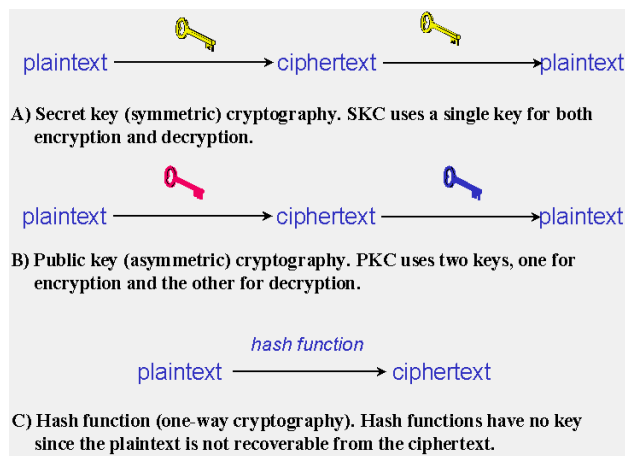 plaintext ciphertext plaintext
A) Secret key (symmetric) cryptography. SKC uses a single key for both
encryption and decryption.
plaintext ciphertext plaintext
B) Public key (asymmetric) cryptography. PKC uses two keys, one for
encryption and the other for decryption.
hash function
plaintext ciphertext
C) Hash function (one-way cryptography). Hash functions have no key
since the plaintext is not recoverable from the ciphertext.